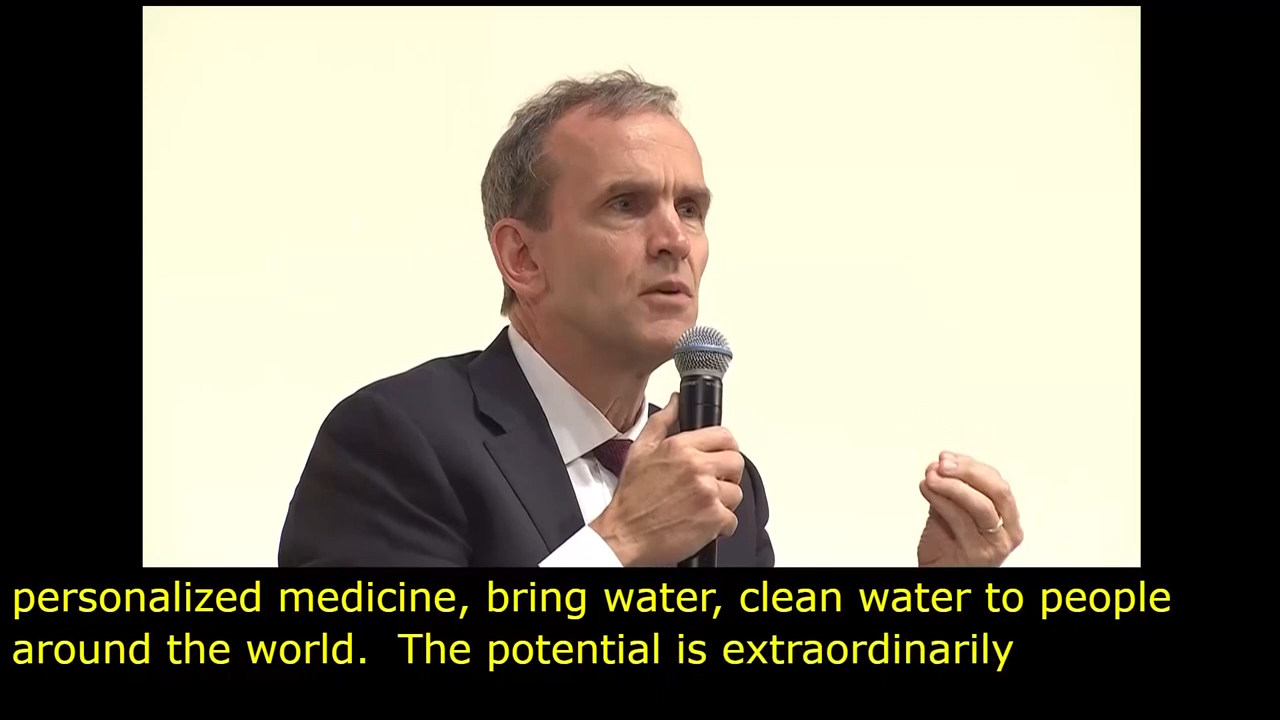 personalized medicine, bring water, clean water to people
around the world.  The potential is extraordinarily